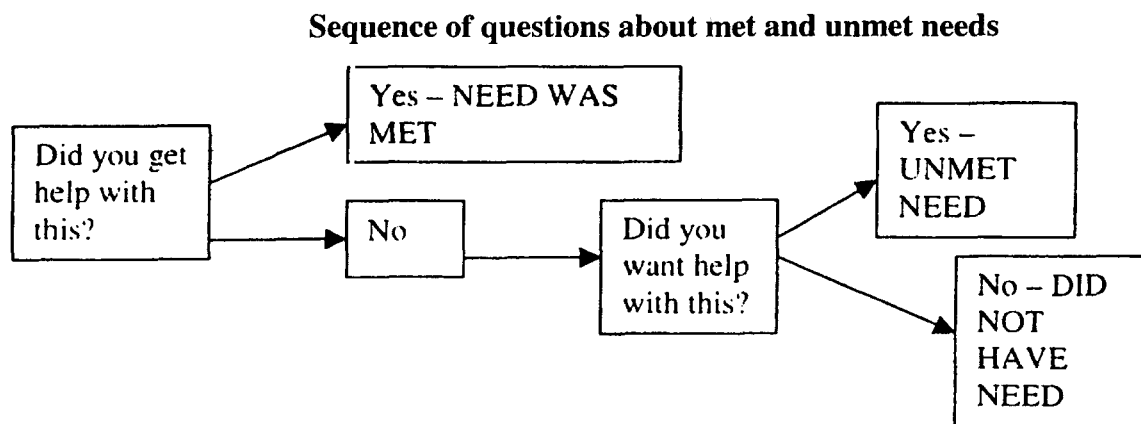 Sequence of questions about met and unmet needs
Yes – NEED WAS
MET
Did you get
help with
this?
No
Did you
want help
with this?
Yes –
UNMET
NEED
No – DID
NOT
HAVE
NEED